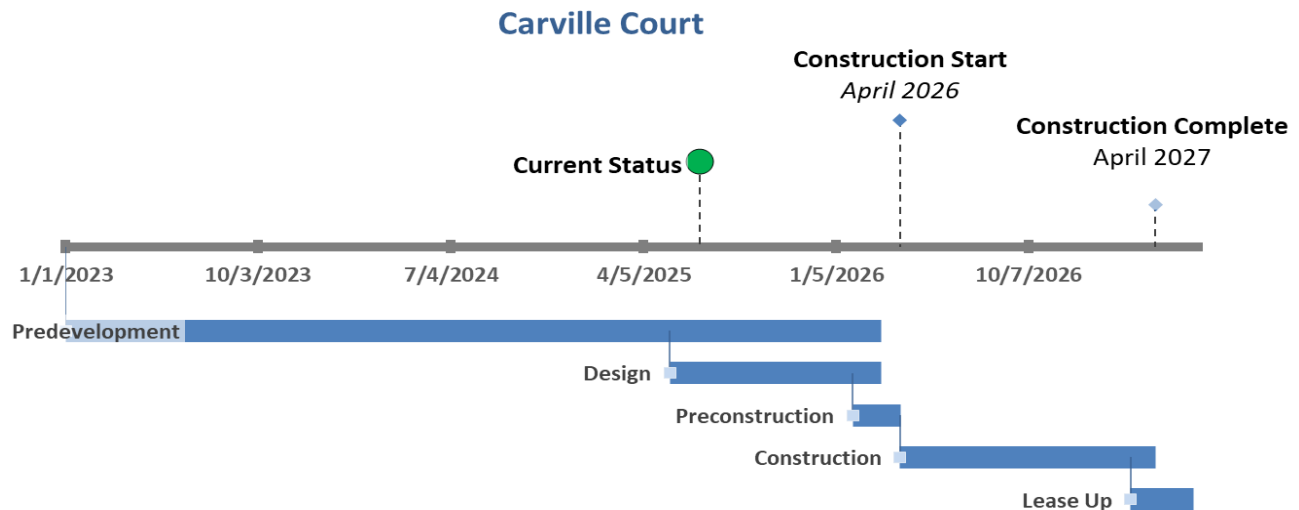 Carville Court
Construction Start
April 2026
Construction Complete
April 2027
Current Status
1/1/2023 10/3/2023 7/4/2024 4/5/2025 1/5/2026 10/7/2026
Predevelopment
Design
Preconstruction
Construction
Lease Up